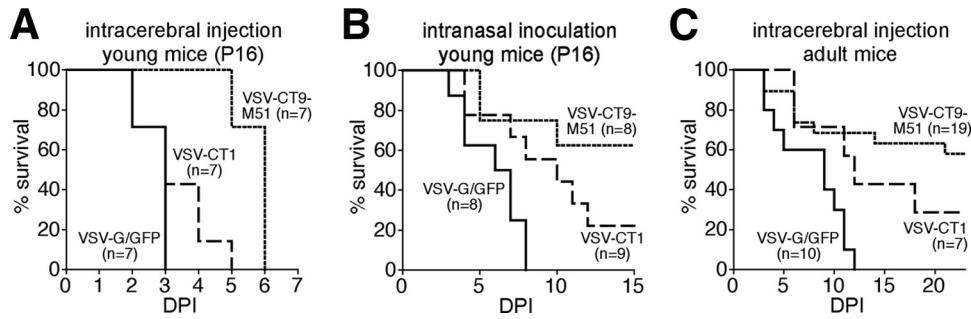 A
intracerebral injection
young mice (P16)
% survival
100
80
60
40
20
0
VSV-CT9-
M51 (n=7)
VSV-CT1
(n=7)
VSV-G/GFP
(n=7)
0 1 2 3 4 5 6 7
DPI
B
intranasal inoculation
young mice (P16)
% survival
100
80
60
40
20
0
VSV-CT9-
M51 (n=8)
VSV-G/GFP
(n=8)
VSV-CT1
(n=9)
0 5 10 15
DPI
C
intracerebral injection
adult mice
% survival
100
80
60
40
20
0
VSV-CT9-
M51 (n=19)
VSV-G/GFP
(n=10)
VSV-CT1
(n=7)
0 5 10 15 20
DPI